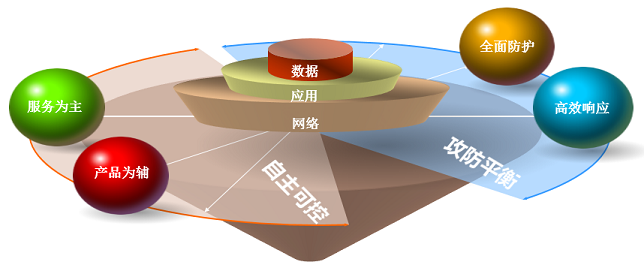 全面防护
数据
服务为主
应用
高效响应
网络
产品为辅
攻防平衡
自主可控